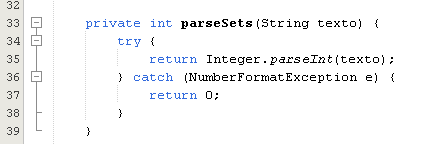 32
33 private int parseSets(String texto) {
34 try {
35 return Integer.parseInt(texto);
36 } catch (NumberFormatException e) {
37 return 0;
38 }
39 }